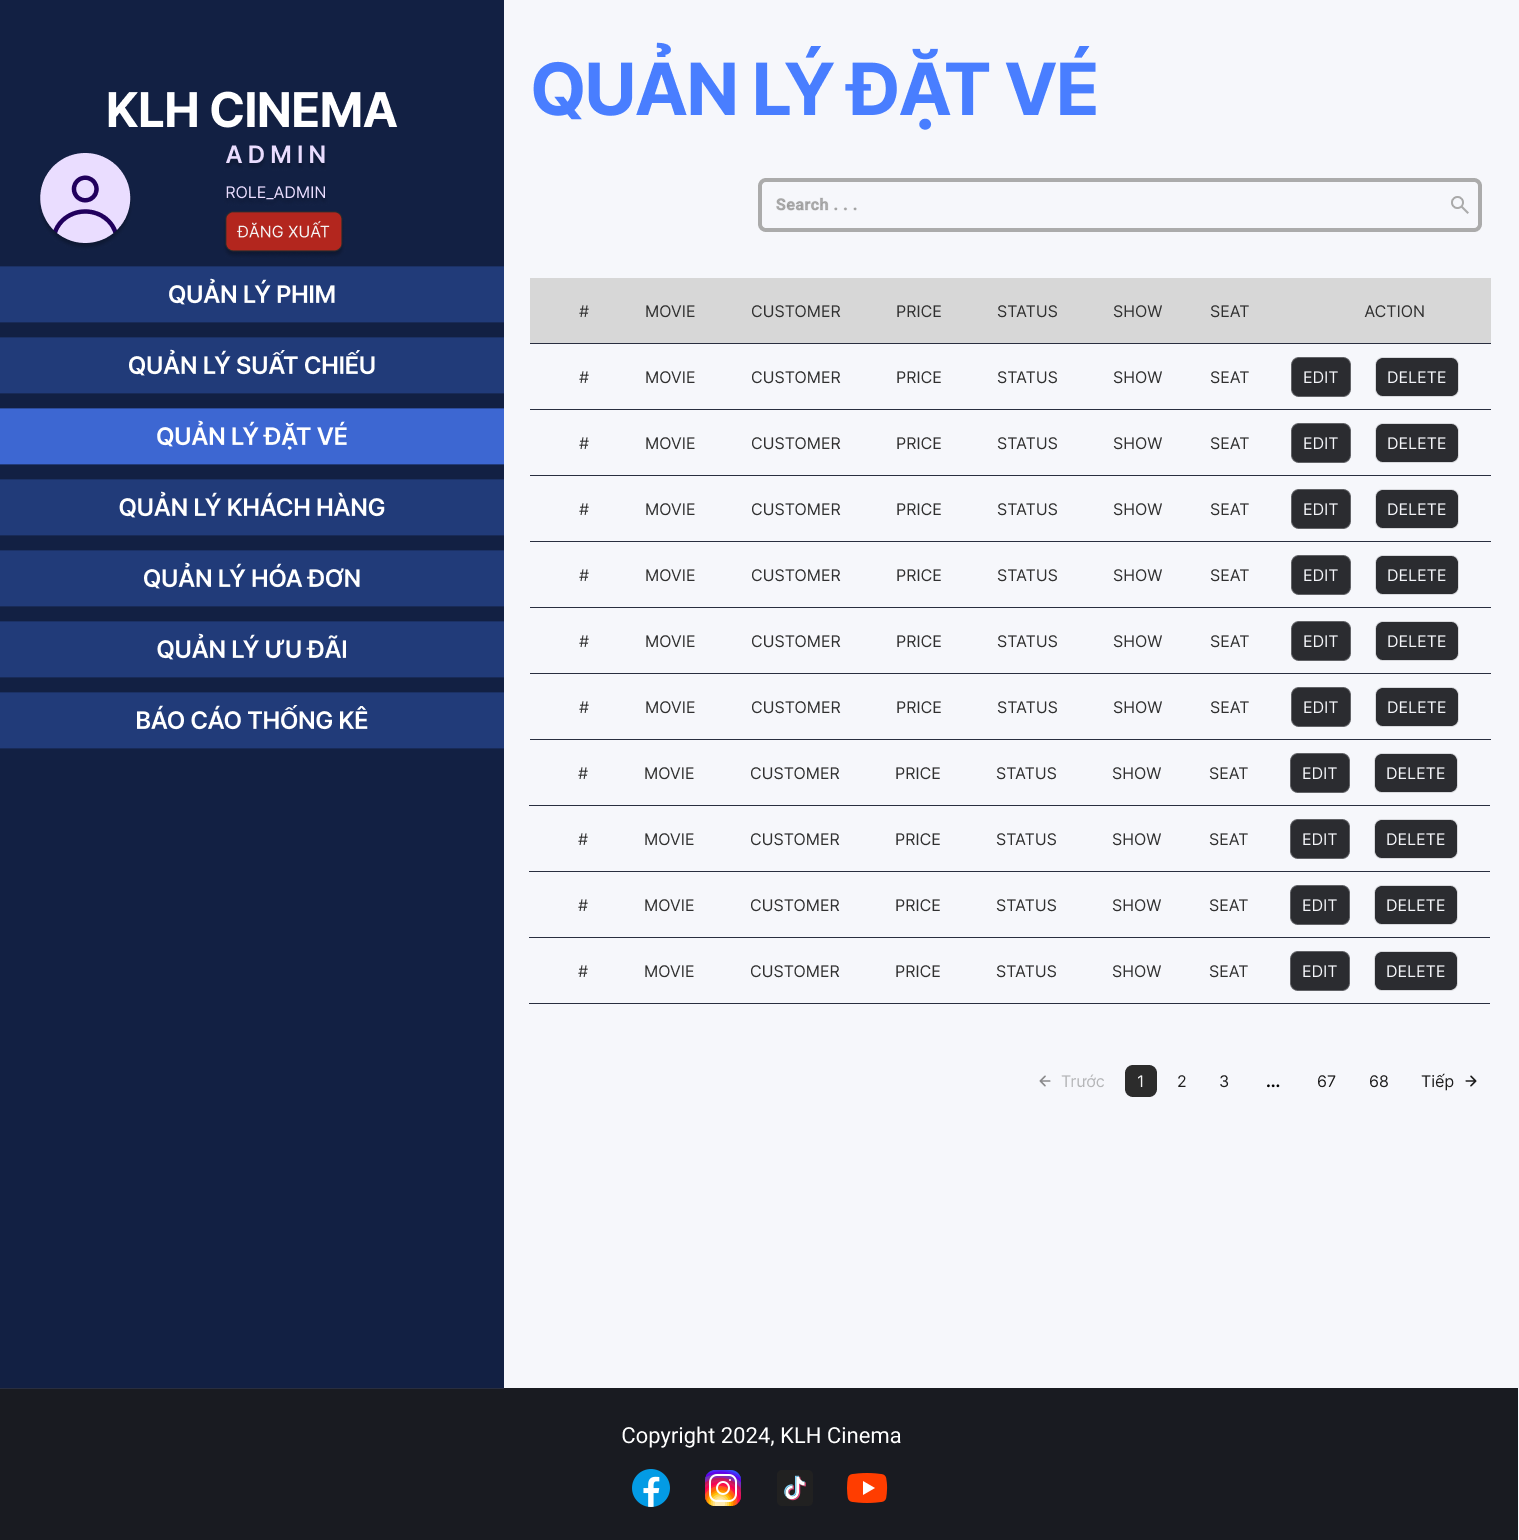 KLH CINEMA
ADMIN
ROLE_ADMIN
ĐĂNG XUẤT
QUẢN LÝ PHIM
QUẢN LÝ SUẤT CHIẾU
QUẢN LÝ ĐẶT VÉ
QUẢN LÝ KHÁCH HÀNG
QUẢN LÝ HÓA ĐƠN
QUẢN LÝ ƯU ĐÃI
BÁO CÁO THỐNG KÊ
QUẢN LÝ ĐẶT VÉ
Search . . .
# MOVIE CUSTOMER PRICE STATUS SHOW SEAT ACTION
# MOVIE CUSTOMER PRICE STATUS SHOW SEAT EDIT DELETE
# MOVIE CUSTOMER PRICE STATUS SHOW SEAT EDIT DELETE
# MOVIE CUSTOMER PRICE STATUS SHOW SEAT EDIT DELETE
# MOVIE CUSTOMER PRICE STATUS SHOW SEAT EDIT DELETE
# MOVIE CUSTOMER PRICE STATUS SHOW SEAT EDIT DELETE
# MOVIE CUSTOMER PRICE STATUS SHOW SEAT EDIT DELETE
# MOVIE CUSTOMER PRICE STATUS SHOW SEAT EDIT DELETE
# MOVIE CUSTOMER PRICE STATUS SHOW SEAT EDIT DELETE
# MOVIE CUSTOMER PRICE STATUS SHOW SEAT EDIT DELETE
# MOVIE CUSTOMER PRICE STATUS SHOW SEAT EDIT DELETE
← Trước 1 2 3 ... 67 68 Tiếp →
Copyright 2024, KLH Cinema